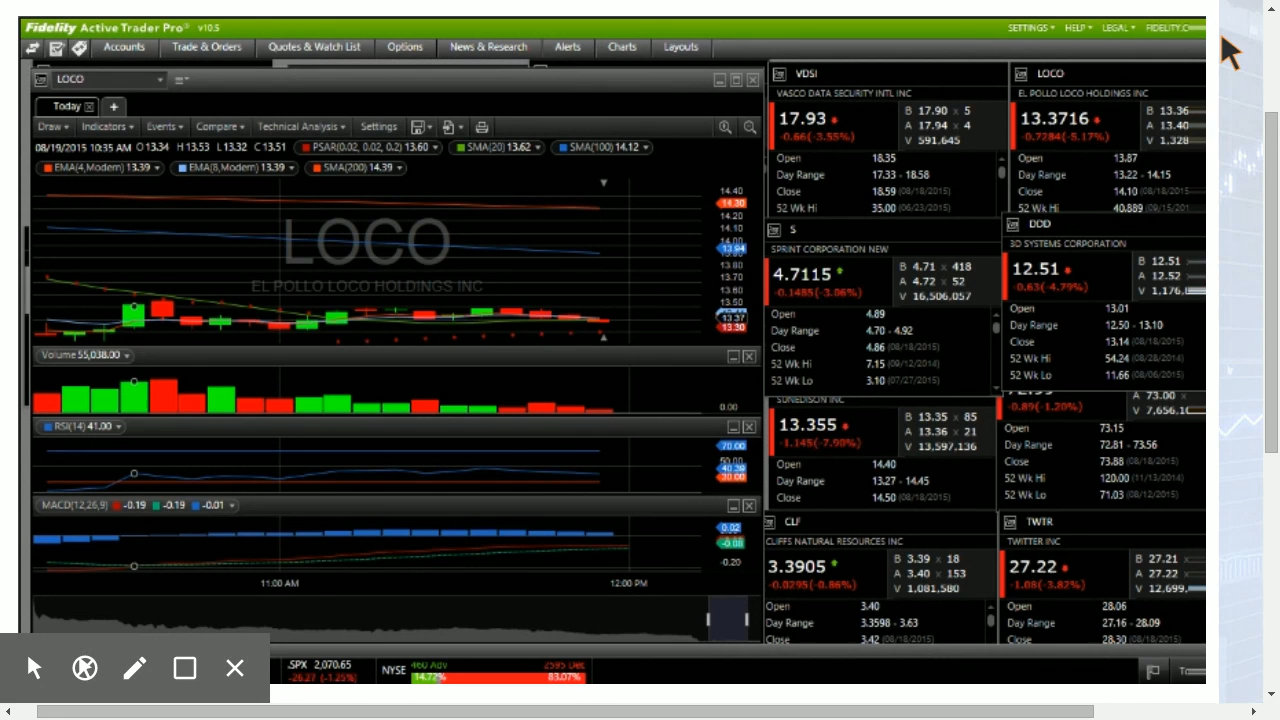 Fidelity Active Trader Pro® v10.5
SETTINGS HELP LEGAL FIDELITY.C
Accounts Trade & Orders Quotes & Watch List Options News & Research Alerts Charts Layouts
LOCO
Today
Draw Indicators Events Compare Technical Analysis Settings
08/19/2015 10:35 AM O 13.34 H 13.53 L 13.32 C 13.51 PSAR(0.02, 0.02, 0.2) 13.60 SMA(20) 13.62 SMA(100) 14.12
EMA(4,Modern) 13.39 EMA(8,Modern) 13.39 SMA(200) 14.39
LOCO
EL POLLO LOCO HOLDINGS INC
14.40
14.30
14.20
14.10
14.00
13.94
13.80
13.70
13.60
13.50
13.37
13.30
Volume 55,038.00
0.00
RSI(14) 41.00
70.00
50.00
40.39
30.00
MACD(12,26,9) -0.19 -0.19 -0.01
0.02
-0.08
-0.20
11:00 AM 12:00 PM
VDSI
VASCO DATA SECURITY INTL INC
17.93 B 17.90 x 5
-0.66(-3.55%) A 17.94 x 4
V 591,645
Open 18.35
Day Range 17.33 - 18.58
Close 18.59 (08/18/2015)
52 Wk Hi 35.00 (06/23/2015)
LOCO
EL POLLO LOCO HOLDINGS INC
13.3716 B 13.36
-0.7284(-5.17%) A 13.40
V 1,328
Open 13.87
Day Range 13.22 - 14.15
Close 14.10 (08/18/2015
52 Wk Hi 40.889 (09/15/201
S
SPRINT CORPORATION NEW
4.7115 B 4.71 x 418
-0.1485(-3.06%) A 4.72 x 52
V 16,506,057
Open 4.89
Day Range 4.70 - 4.92
Close 4.86 (08/18/2015)
52 Wk Hi 7.15 (09/12/2014)
52 Wk Lo 3.10 (07/27/2015)
DDD
3D SYSTEMS CORPORATION
12.51 B 12.51
-0.63(-4.79%) A 12.52
V 1,176,
Open 13.01
Day Range 12.50 - 13.10
Close 13.14 (08/18/2015)
52 Wk Hi 54.24 (08/28/2014)
52 Wk Lo 11.66 (08/06/2015)
SUNEDISON INC
13.355 B 13.35 x 85
-1.145(-7.90%) A 13.36 x 21
V 13,597,136
Open 14.40
Day Range 13.27 - 14.45
Close 14.50 (08/18/2015)
-0.89(-1.20%) A 73.00
V 7,656,10
Open 73.15
Day Range 72.81 - 73.56
Close 73.88 (08/18/2015)
52 Wk Hi 120.00 (11/13/2014)
52 Wk Lo 71.03 (08/12/2015)
CLF
CLIFFS NATURAL RESOURCES INC
3.3905 B 3.39 x 18
-0.0295(-0.86%) A 3.40 x 153
V 1,081,580
Open 3.40
Day Range 3.3598 - 3.63
Close 3.42 (08/18/2015)
TWTR
TWITTER INC
27.22 B 27.21
-1.08(-3.82%) A 27.22
V 12,699,
Open 28.06
Day Range 27.16 - 28.09
Close 28.30 (08/18/2015)
.SPX 2,070.65
-26.27 (-1.25%)
NYSE 460 Adv 2595 Dec
14.72% 83.07%